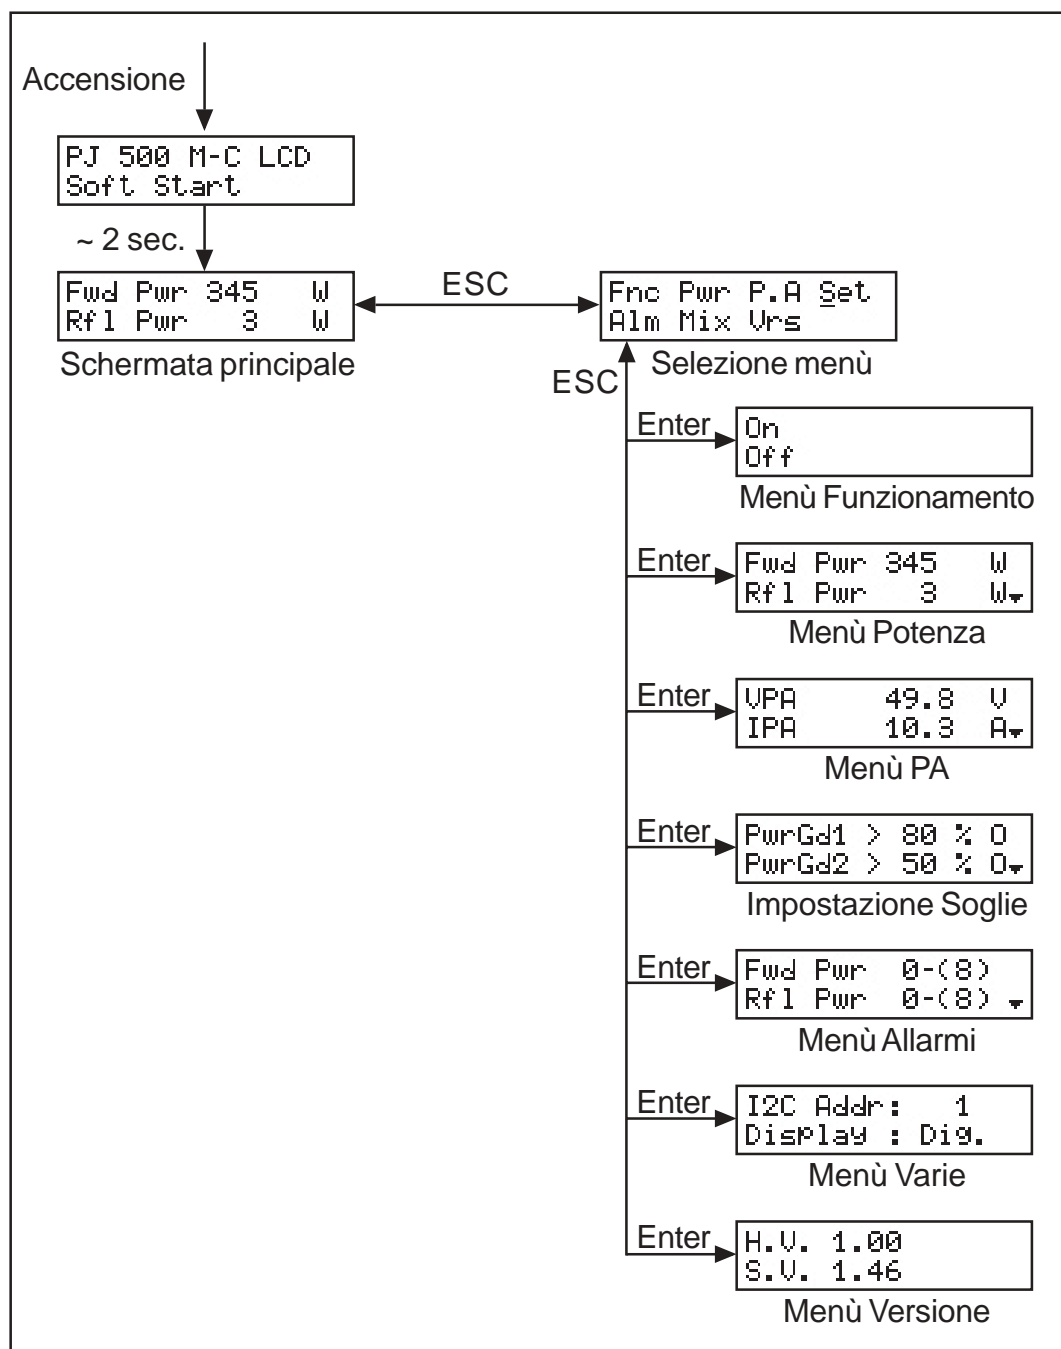 Accensione
PJ 500 M-C LCD
Soft Start
~ 2 sec.
Fwd Pwr 345 W
Rfl Pwr 3 W
Schermata principale
ESC
Fnc Pwr P.A Set
Alm Mix Vrs
Selezione menù
ESC
Enter
On
Off
Menù Funzionamento
Enter
Fwd Pwr 345 W
Rfl Pwr 3 W
Menù Potenza
Enter
VPA 49.8 V
IPA 10.3 A
Menù PA
Enter
PwrGd1 > 80 % O
PwrGd2 > 50 % O
Impostazione Soglie
Enter
Fwd Pwr 0-(8)
Rfl Pwr 0-(8)
Menù Allarmi
Enter
I2C Addr: 1
Display : Dig.
Menù Varie
Enter
H.V. 1.00
S.V. 1.46
Menù Versione